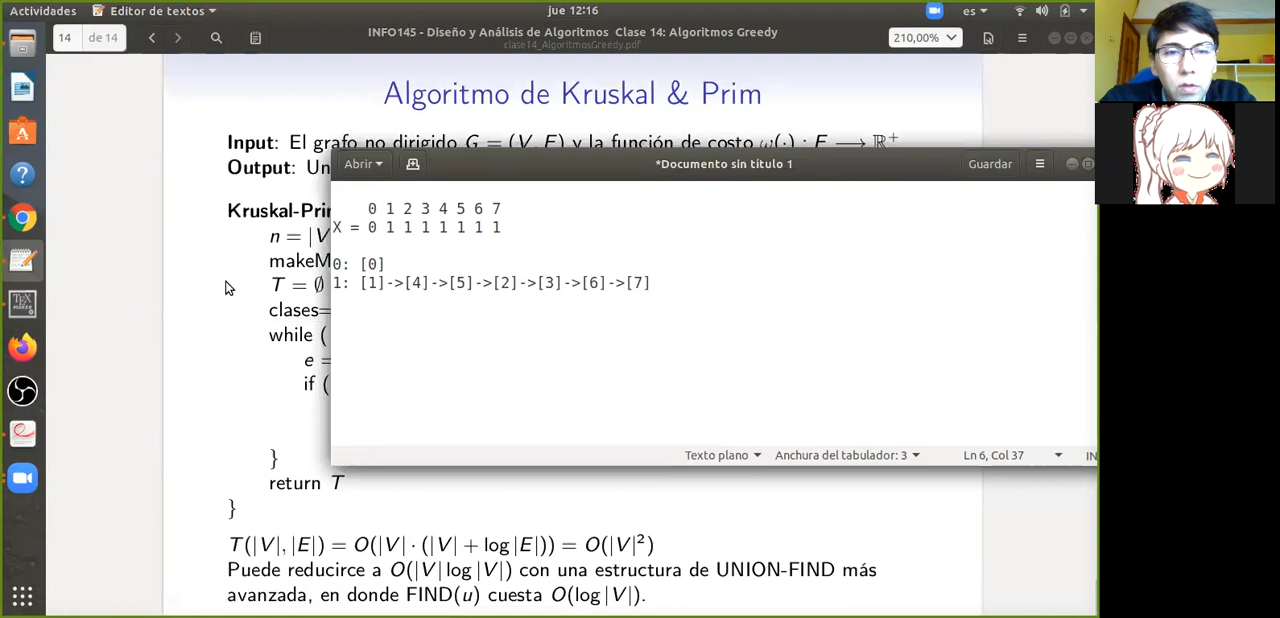 Actividades
Editor de textos
jue 12:16
es
14
de 14
INFO145 - Diseño y Análisis de Algoritmos Clase 14: Algoritmos Greedy
clase14_AlgoritmosGreedy.pdf
210,00%
Algoritmo de Kruskal & Prim
Input: El grafo no dirigido G = (V, E) y la función de costo ω(·) : E ⟶ ℝ⁺
Output: Un
Abrir
*Documento sin título 1
Guardar
0 1 2 3 4 5 6 7
X = 0 1 1 1 1 1 1 1
0: [0]
1: [1]->[4]->[5]->[2]->[3]->[6]->[7]
Kruskal-Pri
n = |V
makeM
T = ∅
clases=
while (
e =
if (
}
return T
}
Texto plano
Anchura del tabulador: 3
Ln 6, Col 37
IN
T(|V|, |E|) = O(|V| · (|V| + log |E|)) = O(|V|²)
Puede reducirce a O(|V| log |V|) con una estructura de UNION-FIND más
avanzada, en donde FIND(u) cuesta O(log |V|).